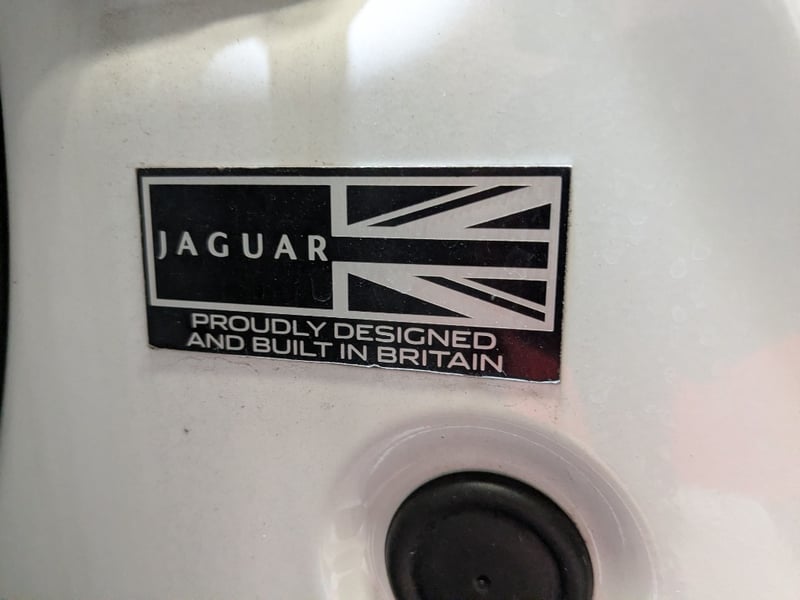 JAGUAR
PROUDLY DESIGNED
AND BUILT IN BRITAIN